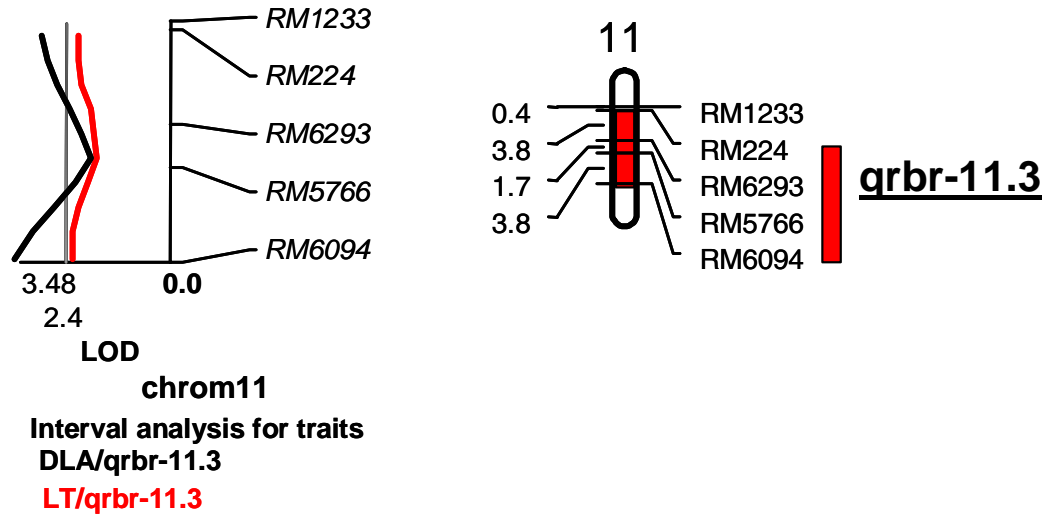 RM1233
RM224
RM6293
RM5766
RM6094
3.48 0.0
2.4
LOD
chrom11
Interval analysis for traits
DLA/qrbr-11.3
LT/qrbr-11.3
11
0.4 RM1233
3.8 RM224
1.7 RM6293
3.8 RM5766
RM6094
qrbr-11.3